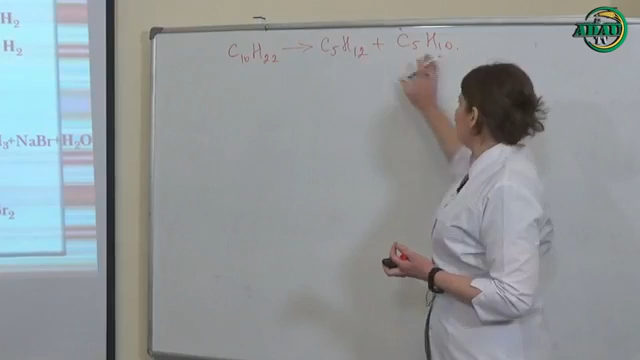 C₁₀H₂₂ → C₅H₁₂ + C₅H₁₀.
H₂
H₂
₃+NaBr+H₂O
r₂